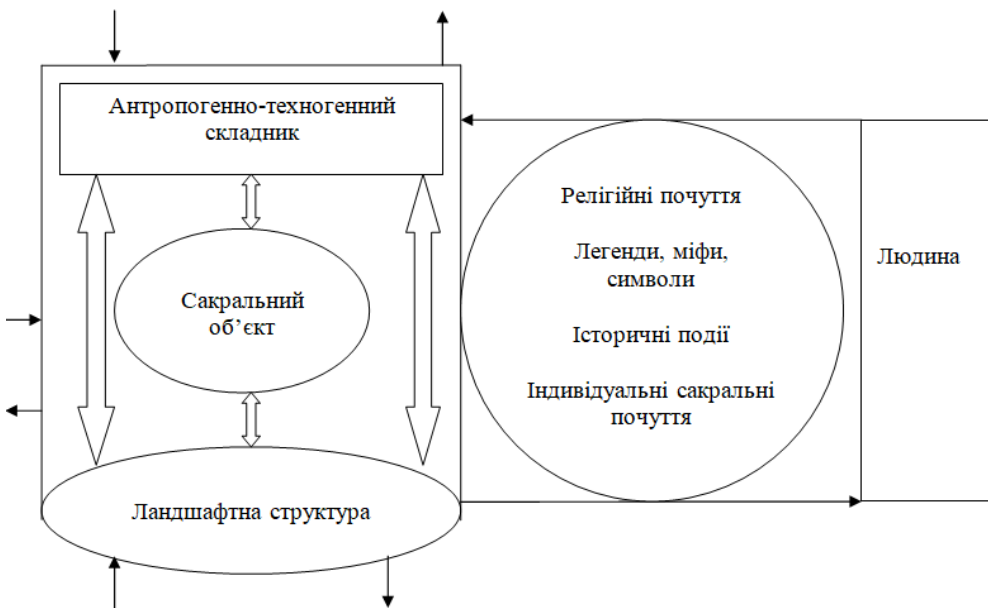 Антропогенно-техногенний
складник
Сакральний
об’єкт
Ландшафтна структура
Релігійні почуття
Легенди, міфи,
символи
Історичні події
Індивідуальні сакральні
почуття
Людина